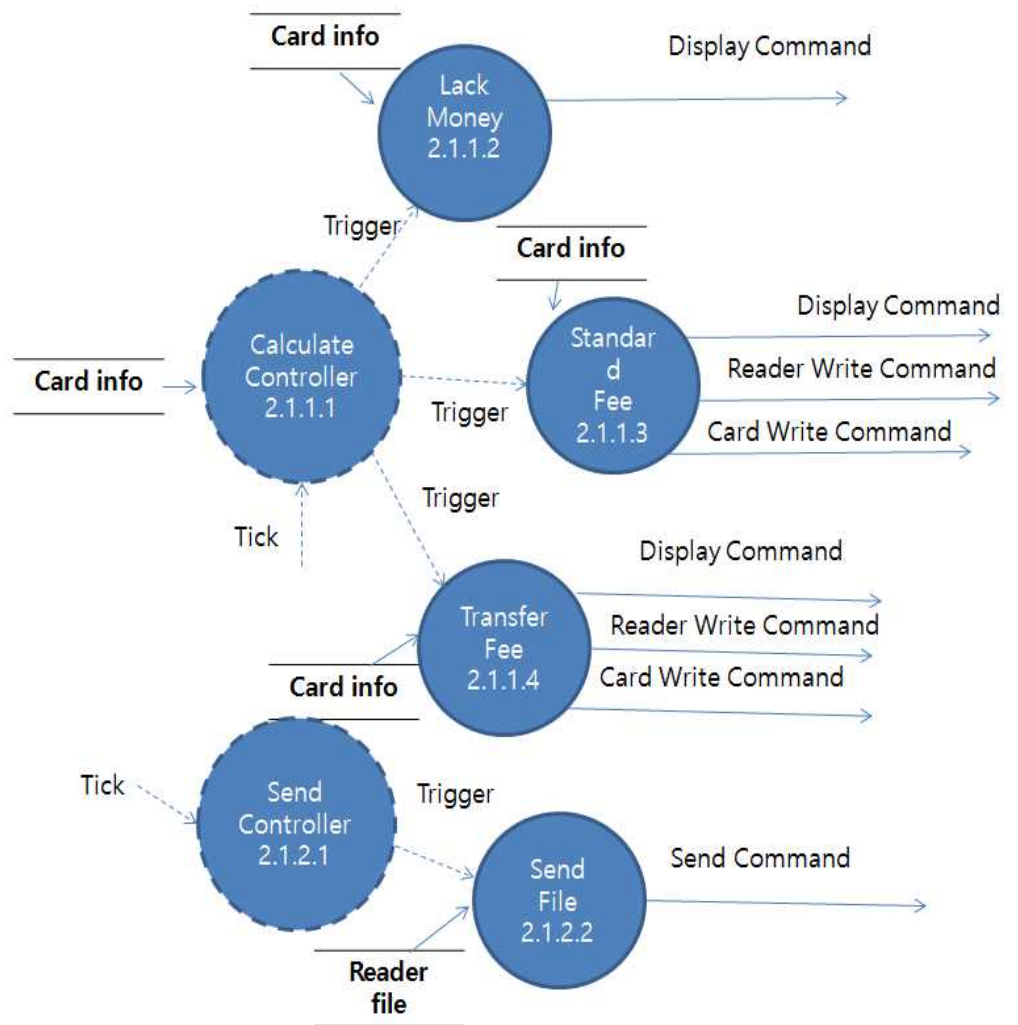 Card info
Display Command
Lack
Money
2.1.1.2
Trigger
Card info
Display Command
Calculate
Controller
2.1.1.1
Standar
d
Fee
2.1.1.3
Reader Write Command
Card info
Trigger
Card Write Command
Trigger
Tick
Display Command
Transfer
Fee
2.1.1.4
Reader Write Command
Card info
Card Write Command
Tick
Send
Controller
2.1.2.1
Trigger
Send
File
2.1.2.2
Send Command
Reader
file